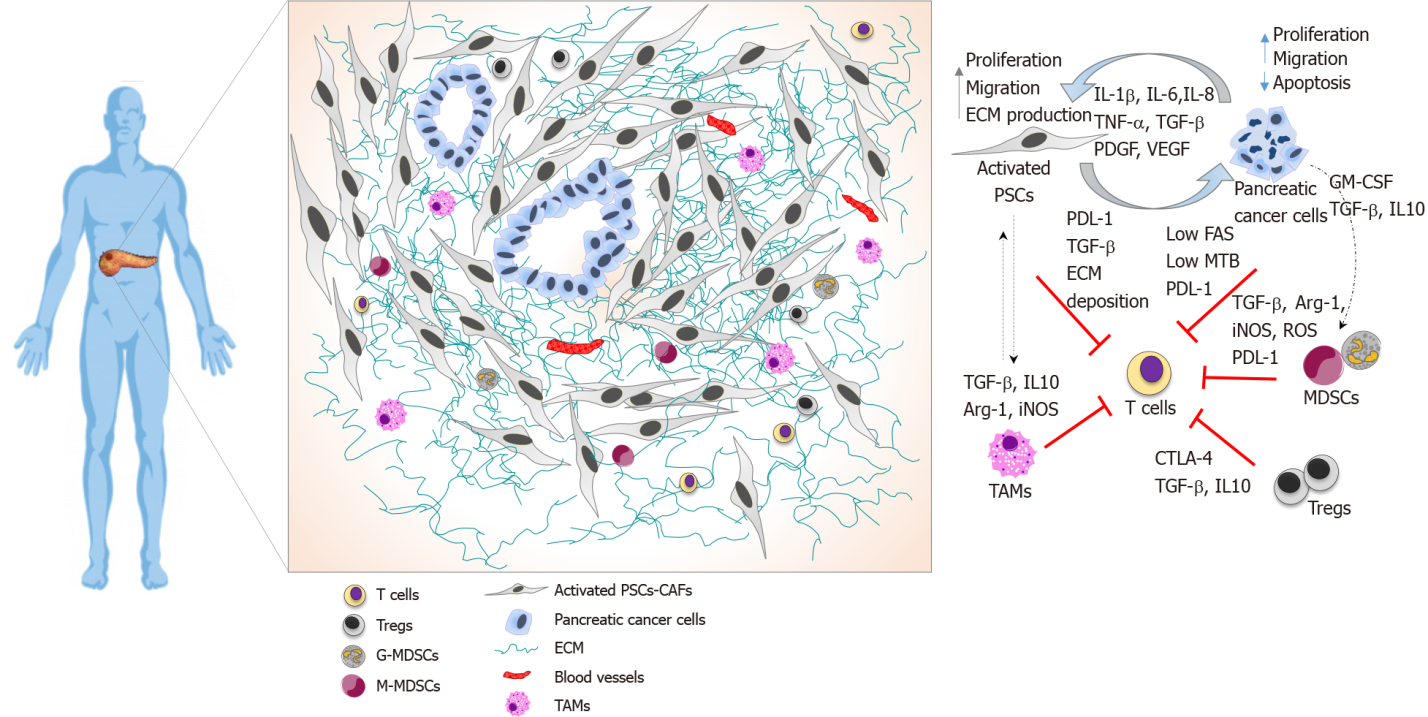 Proliferation
Migration
ECM production
Activated
PSCs
IL-1β, IL-6,IL-8
TNF-α, TGF-β
PDGF, VEGF
Proliferation
Migration
Apoptosis
Pancreatic
cancer cells
GM-CSF
TGF-β, IL10
PDL-1
TGF-β
ECM
deposition
Low FAS
Low MTB
PDL-1
TGF-β, Arg-1,
iNOS, ROS
PDL-1
MDSCs
T cells
TGF-β, IL10
Arg-1, iNOS
TAMs
CTLA-4
TGF-β, IL10
Tregs
T cells
Tregs
G-MDSCs
M-MDSCs
Activated PSCs-CAFs
Pancreatic cancer cells
ECM
Blood vessels
TAMs